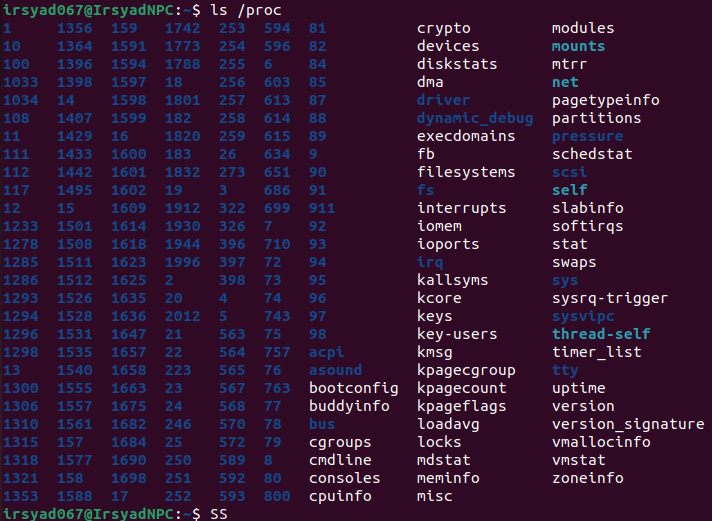 irsyad067@IrsyadNPC:~$ ls /proc
1 1356 159 1742 253 594 81 crypto modules
10 1364 1591 1773 254 596 82 devices mounts
100 1396 1594 1788 255 6 84 diskstats mtrr
1033 1398 1597 18 256 603 85 dma net
1034 14 1598 1801 257 613 87 driver pagetypeinfo
108 1407 1599 182 258 614 88 dynamic_debug partitions
11 1429 16 1820 259 615 89 execdomains pressure
111 1433 1600 183 26 634 9 fb schedstat
112 1442 1601 1832 273 651 90 filesystems scsi
117 1495 1602 19 3 686 91 fs self
12 15 1609 1912 322 699 911 interrupts slabinfo
1233 1501 1614 1930 326 7 92 iomem softirqs
1278 1508 1618 1944 396 710 93 ioports stat
1285 1511 1623 1996 397 72 94 irq swaps
1286 1512 1625 2 398 73 95 kallsyms sys
1293 1526 1635 20 4 74 96 kcore sysrq-trigger
1294 1528 1636 2012 5 743 97 keys sysvipc
1296 1531 1647 21 563 75 98 key-users thread-self
1298 1535 1657 22 564 757 acpi kmsg timer_list
13 1540 1658 223 565 76 asound kpagecgroup tty
1300 1555 1663 23 567 763 bootconfig kpagecount uptime
1306 1557 1675 24 568 77 buddyinfo kpageflags version
1310 1561 1682 246 570 78 bus loadavg version_signature
1315 157 1684 25 572 79 cgroups locks vmallocinfo
1318 1577 1690 250 589 8 cmdline mdstat vmstat
1321 158 1698 251 592 80 consoles meminfo zoneinfo
1353 1588 17 252 593 800 cpuinfo misc
irsyad067@IrsyadNPC:~$ SS